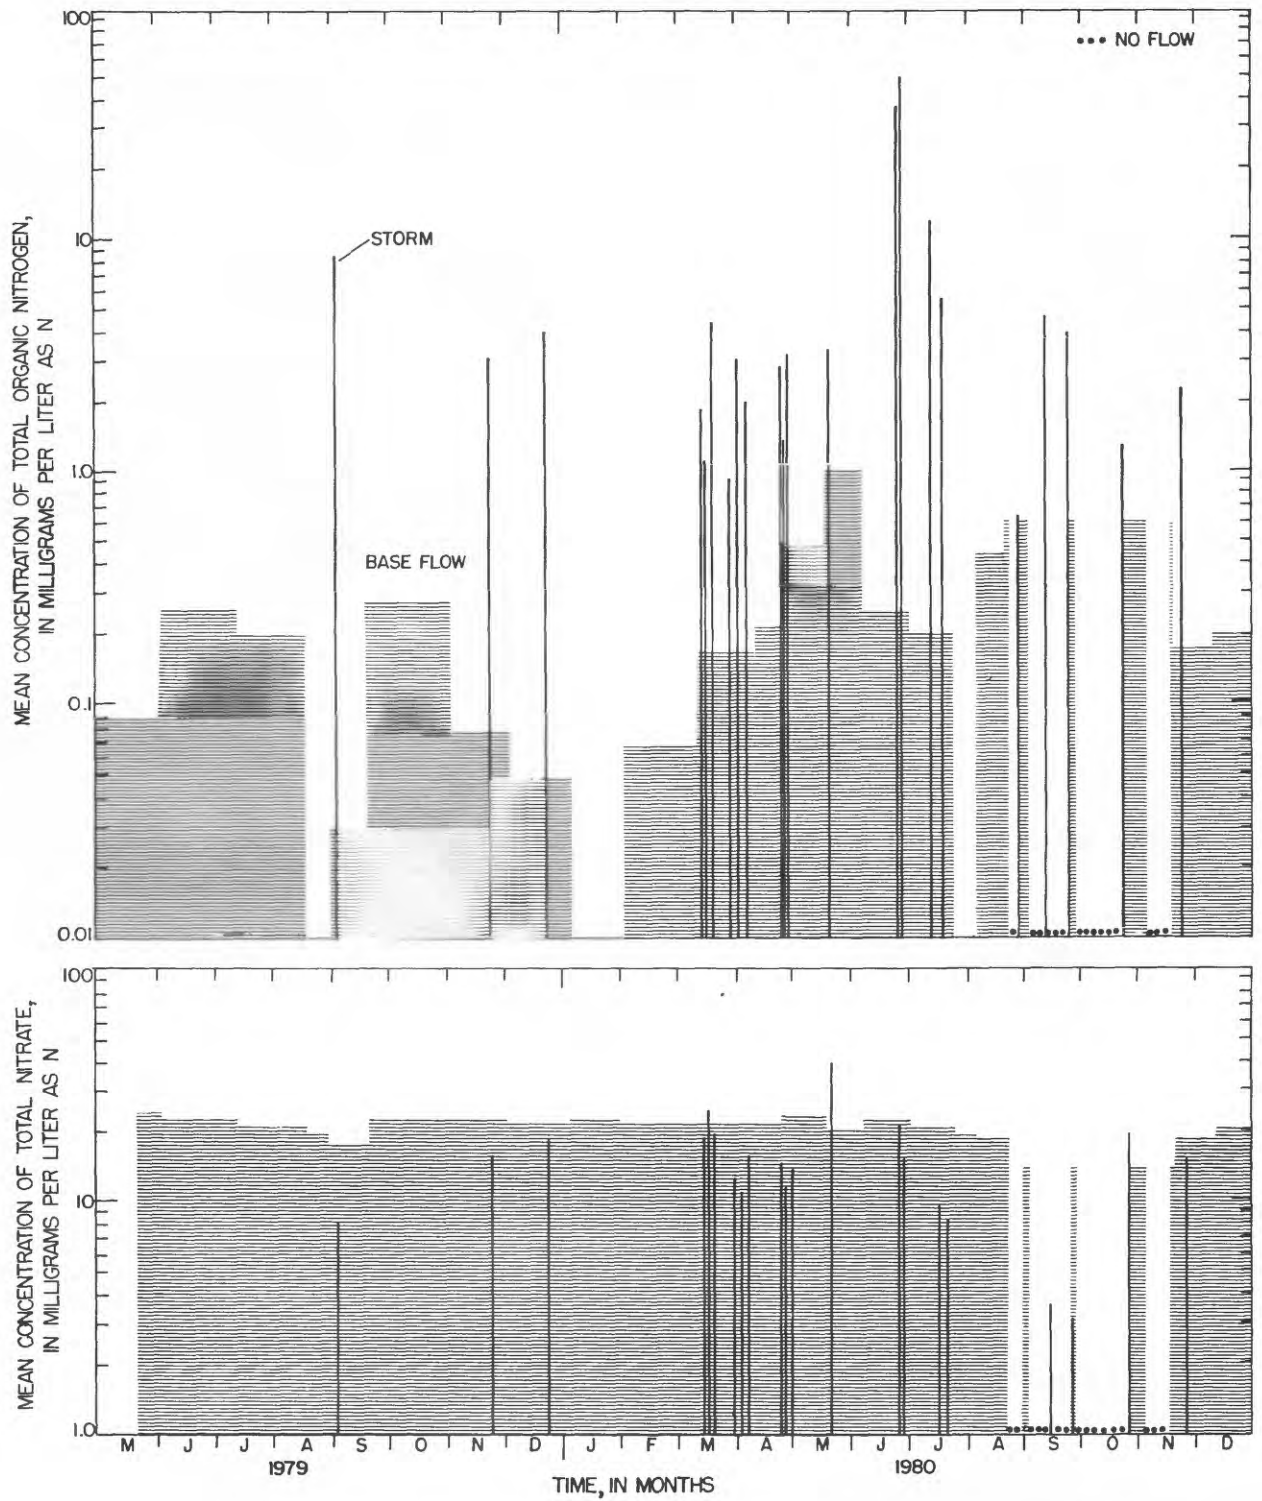 100
••• NO FLOW
MEAN CONCENTRATION OF TOTAL ORGANIC NITROGEN,
IN MILLIGRAMS PER LITER AS N
10
STORM
1.0
BASE FLOW
0.1
0.01
MEAN CONCENTRATION OF TOTAL NITRATE,
IN MILLIGRAMS PER LITER AS N
100
10
1.0
M J J A S O N D J F M A M J J A S O N D
1979 1980
TIME, IN MONTHS